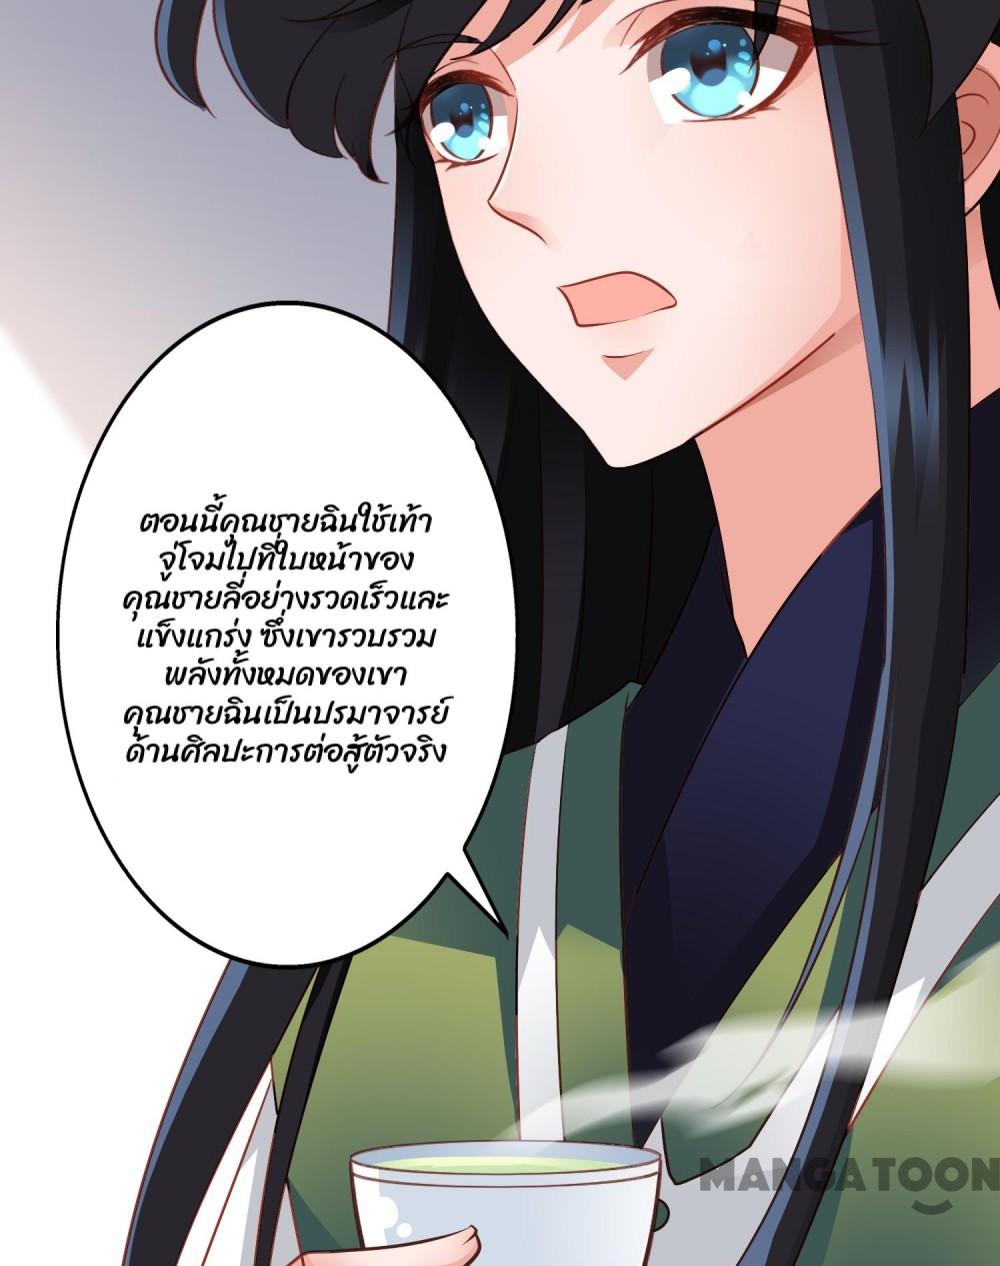 ตอนนี้คุณชายฉินใช้เท้า
จู่โจมไปที่ใบหน้าของ
คุณชายลี่อย่างรวดเร็วและ
แข็งแกร่ง ซึ่งเขารวบรวม
พลังทั้งหมดของเขา
คุณชายฉินเป็นปรมาจารย์
ด้านศิลปะการต่อสู้ตัวจริง
MANGATOON